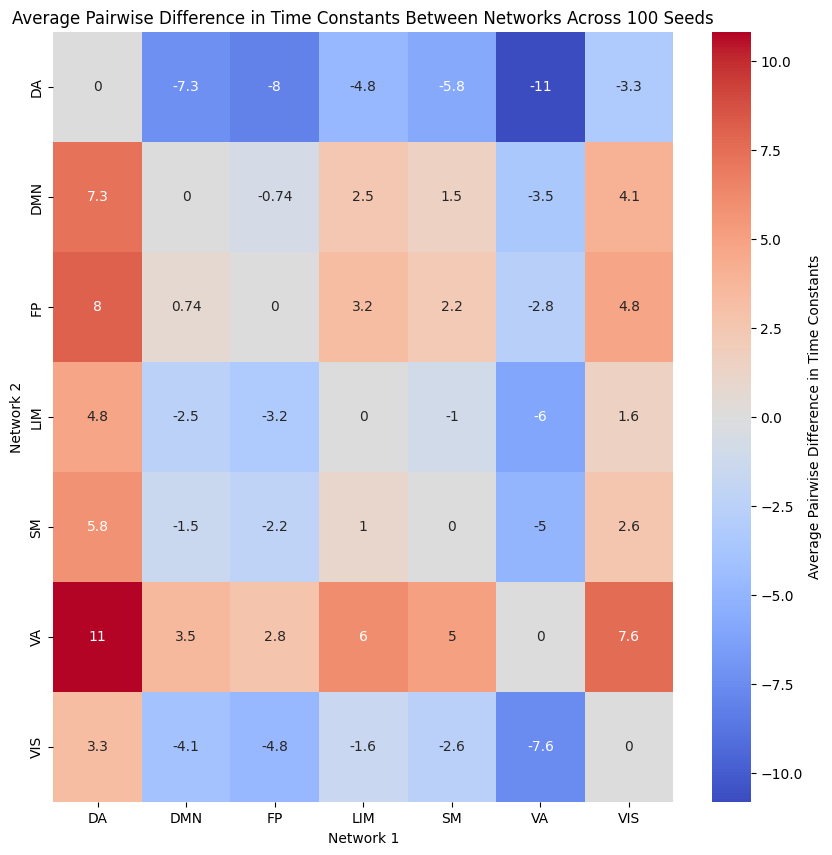 Average Pairwise Difference in Time Constants Between Networks Across 100 Seeds
DA 0 -7.3 -8 -4.8 -5.8 -11 -3.3
DMN 7.3 0 -0.74 2.5 1.5 -3.5 4.1
FP 8 0.74 0 3.2 2.2 -2.8 4.8
LIM 4.8 -2.5 -3.2 0 -1 -6 1.6
SM 5.8 -1.5 -2.2 1 0 -5 2.6
VA 11 3.5 2.8 6 5 0 7.6
VIS 3.3 -4.1 -4.8 -1.6 -2.6 -7.6 0
DA DMN FP LIM SM VA VIS
Network 1
Network 2
10.0
7.5
5.0
2.5
0.0
−2.5
−5.0
−7.5
−10.0
Average Pairwise Difference in Time Constants